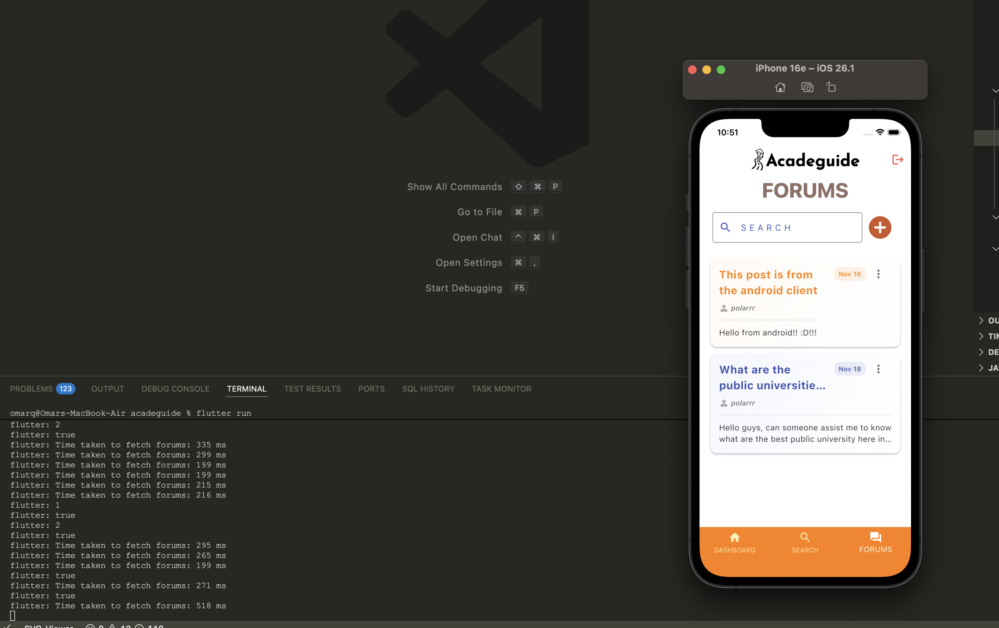 Show All Commands ⇧ ⌘ P
Go to File ⌘ P
Open Chat ^ ⌘ I
Open Settings ⌘ ,
Start Debugging F5
PROBLEMS 123 OUTPUT DEBUG CONSOLE TERMINAL TEST RESULTS PORTS SQL HISTORY TASK MONITOR
omarq@Omars-MacBook-Air acadeguide % flutter run
flutter: 2
flutter: true
flutter: Time taken to fetch forums: 335 ms
flutter: Time taken to fetch forums: 299 ms
flutter: Time taken to fetch forums: 199 ms
flutter: Time taken to fetch forums: 199 ms
flutter: Time taken to fetch forums: 215 ms
flutter: Time taken to fetch forums: 216 ms
flutter: 1
flutter: true
flutter: 2
flutter: true
flutter: Time taken to fetch forums: 295 ms
flutter: Time taken to fetch forums: 265 ms
flutter: Time taken to fetch forums: 199 ms
flutter: true
flutter: Time taken to fetch forums: 271 ms
flutter: true
flutter: Time taken to fetch forums: 518 ms
iPhone 16e – iOS 26.1
10:51
Acadeguide
FORUMS
SEARCH
This post is from Nov 18
the android client
polarrr
Hello from android!! :D!!!
What are the Nov 18
public universitie...
polarrr
Hello guys, can someone assist me to know
what are the best public university here in...
DASHBOARD SEARCH FORUMS
OU
TIM
DE
JA